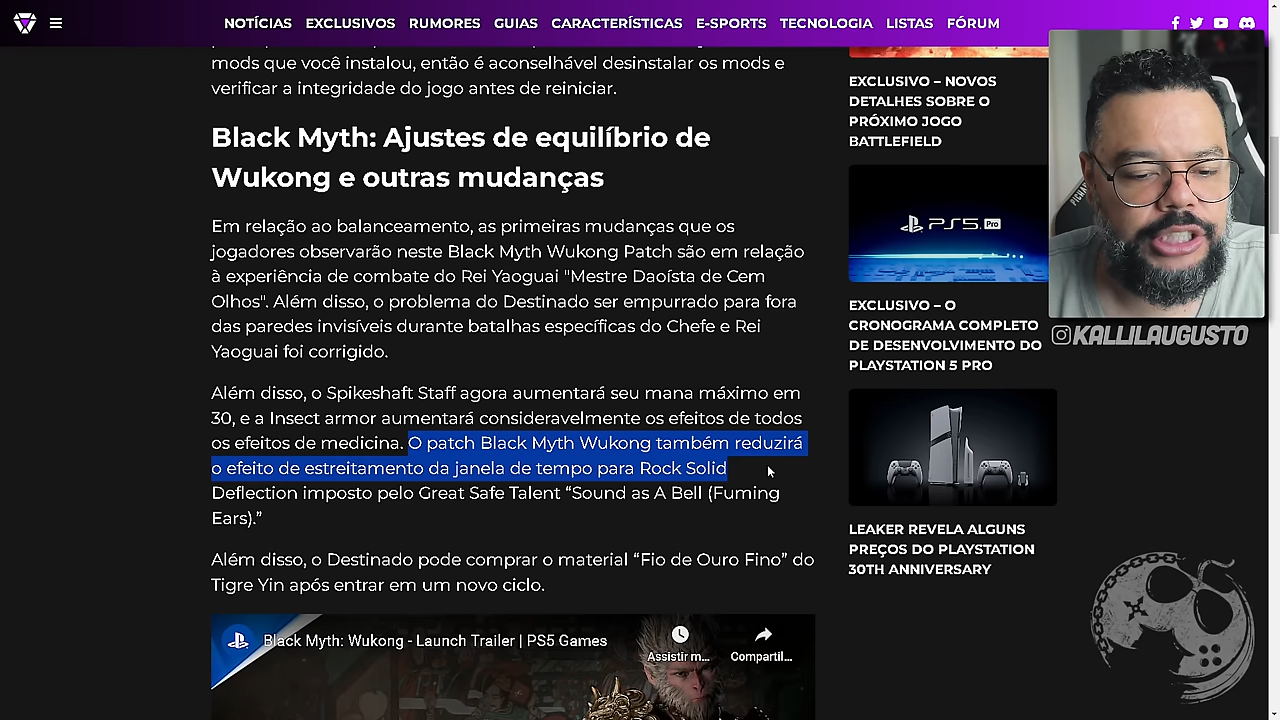 NOTÍCIAS EXCLUSIVOS RUMORES GUIAS CARACTERÍSTICAS E-SPORTS TECNOLOGIA LISTAS FÓRUM
mods que você instalou, então é aconselhável desinstalar os mods e
verificar a integridade do jogo antes de reiniciar.
Black Myth: Ajustes de equilíbrio de
Wukong e outras mudanças
Em relação ao balanceamento, as primeiras mudanças que os
jogadores observarão neste Black Myth Wukong Patch são em relação
à experiência de combate do Rei Yaoguai "Mestre Daoísta de Cem
Olhos". Além disso, o problema do Destinado ser empurrado para fora
das paredes invisíveis durante batalhas específicas do Chefe e Rei
Yaoguai foi corrigido.
Além disso, o Spikeshaft Staff agora aumentará seu mana máximo em
30, e a Insect armor aumentará consideravelmente os efeitos de todos
os efeitos de medicina. O patch Black Myth Wukong também reduzirá
o efeito de estreitamento da janela de tempo para Rock Solid
Deflection imposto pelo Great Safe Talent “Sound as A Bell (Fuming
Ears).”
Além disso, o Destinado pode comprar o material “Fio de Ouro Fino” do
Tigre Yin após entrar em um novo ciclo.
Black Myth: Wukong - Launch Trailer | PS5 Games
Assistir m...
Compartil...
EXCLUSIVO – NOVOS
DETALHES SOBRE O
PRÓXIMO JOGO
BATTLEFIELD
PS5 Pro
EXCLUSIVO – O
CRONOGRAMA COMPLETO
DE DESENVOLVIMENTO DO
PLAYSTATION 5 PRO
LEAKER REVELA ALGUNS
PREÇOS DO PLAYSTATION
30TH ANNIVERSARY
KALLILAUGUSTO